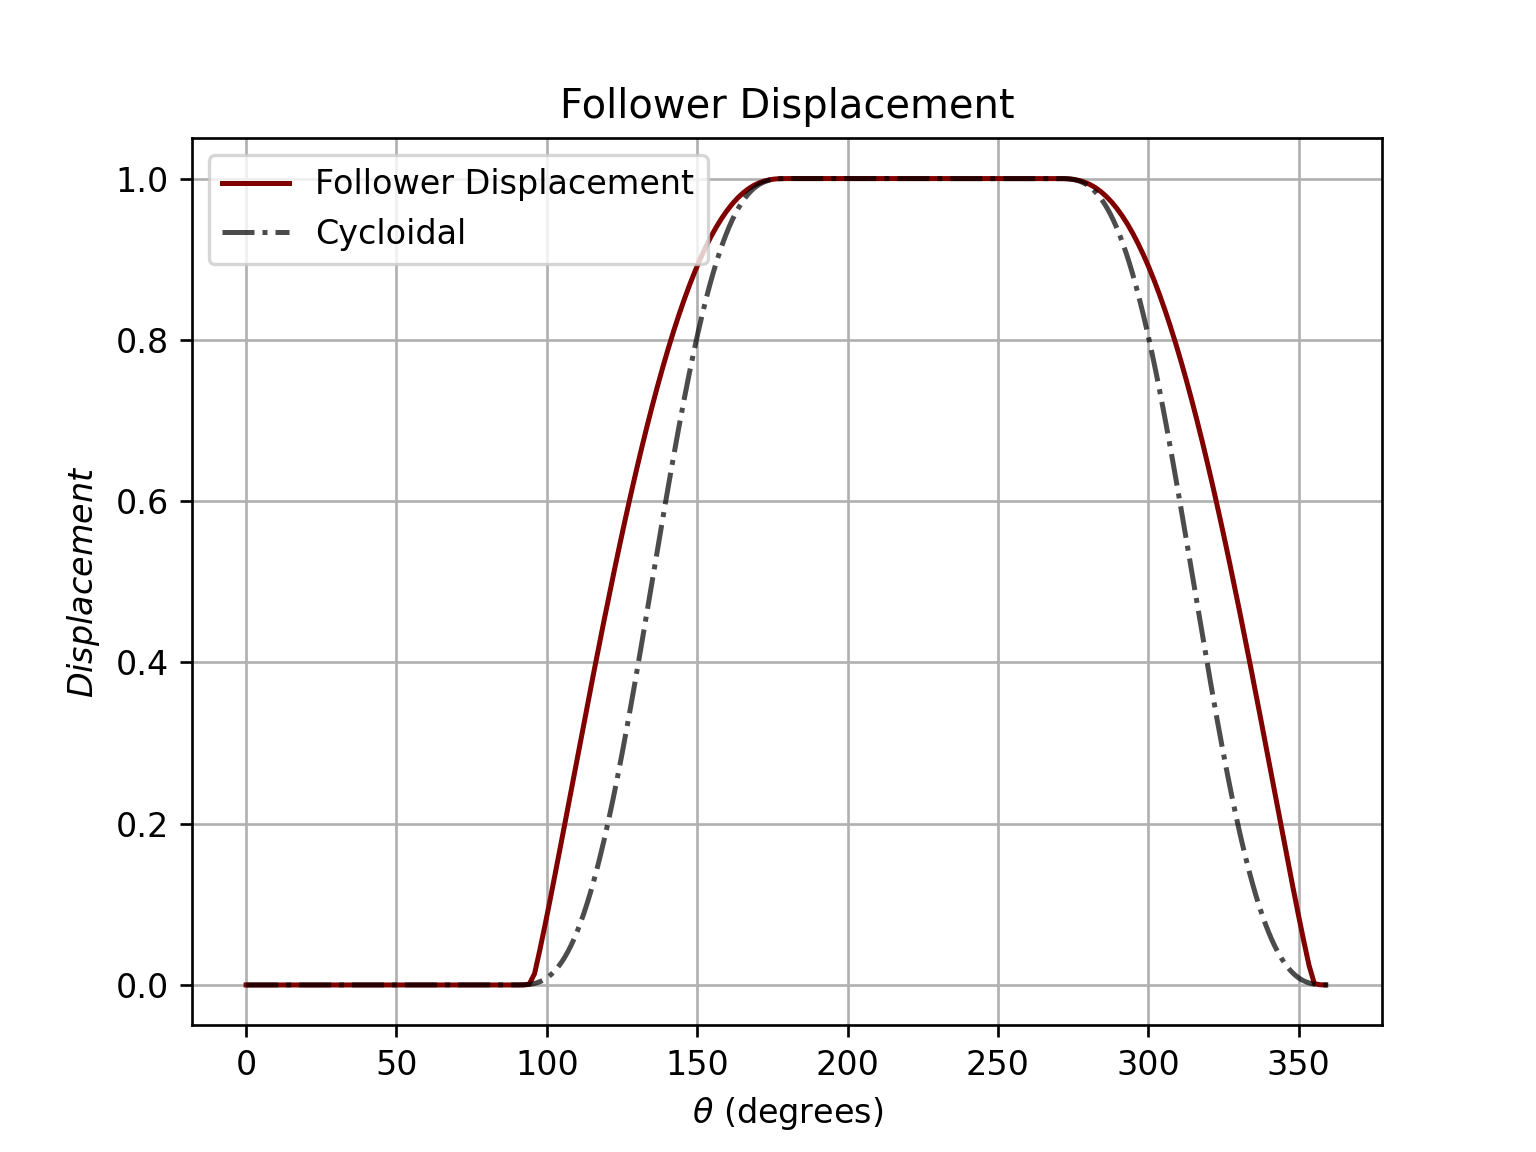 Follower Displacement
Follower Displacement
Cycloidal
1.0
0.8
0.6
0.4
0.2
0.0
Displacement
0 50 100 150 200 250 300 350
θ (degrees)